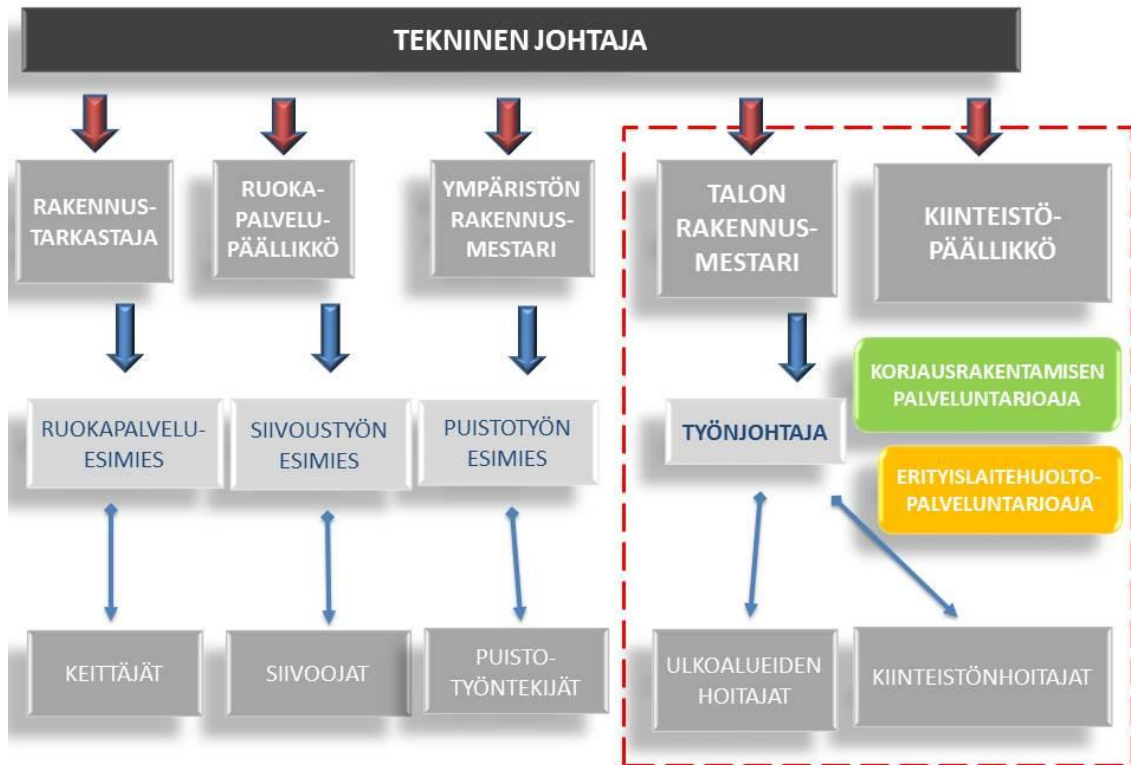 TEKNINEN JOHTAJA
RAKENNUS-
TARKASTAJA
RUOKA-
PALVELU-
PÄÄLLIKKÖ
YMPÄRISTÖN
RAKENNUS-
MESTARI
TALON
RAKENNUS-
MESTARI
KIINTEISTÖ-
PÄÄLLIKKÖ
KORJAUSRAKENTAMISEN
PALVELUNTARJOAJA
RUOKAPALVELU-
ESIMIES
SIIVOUSTYÖN
ESIMIES
PUISTOTYÖN
ESIMIES
TYÖNJOHTAJA
ERITYISLAITEHUOLTO-
PALVELUNTARJOAJA
KEITTÄJÄT
SIIVOOJAT
PUISTO-
TYÖNTEKIJÄT
ULKOALUEIDEN
HOITAJAT
KIINTEISTÖNHOITAJAT